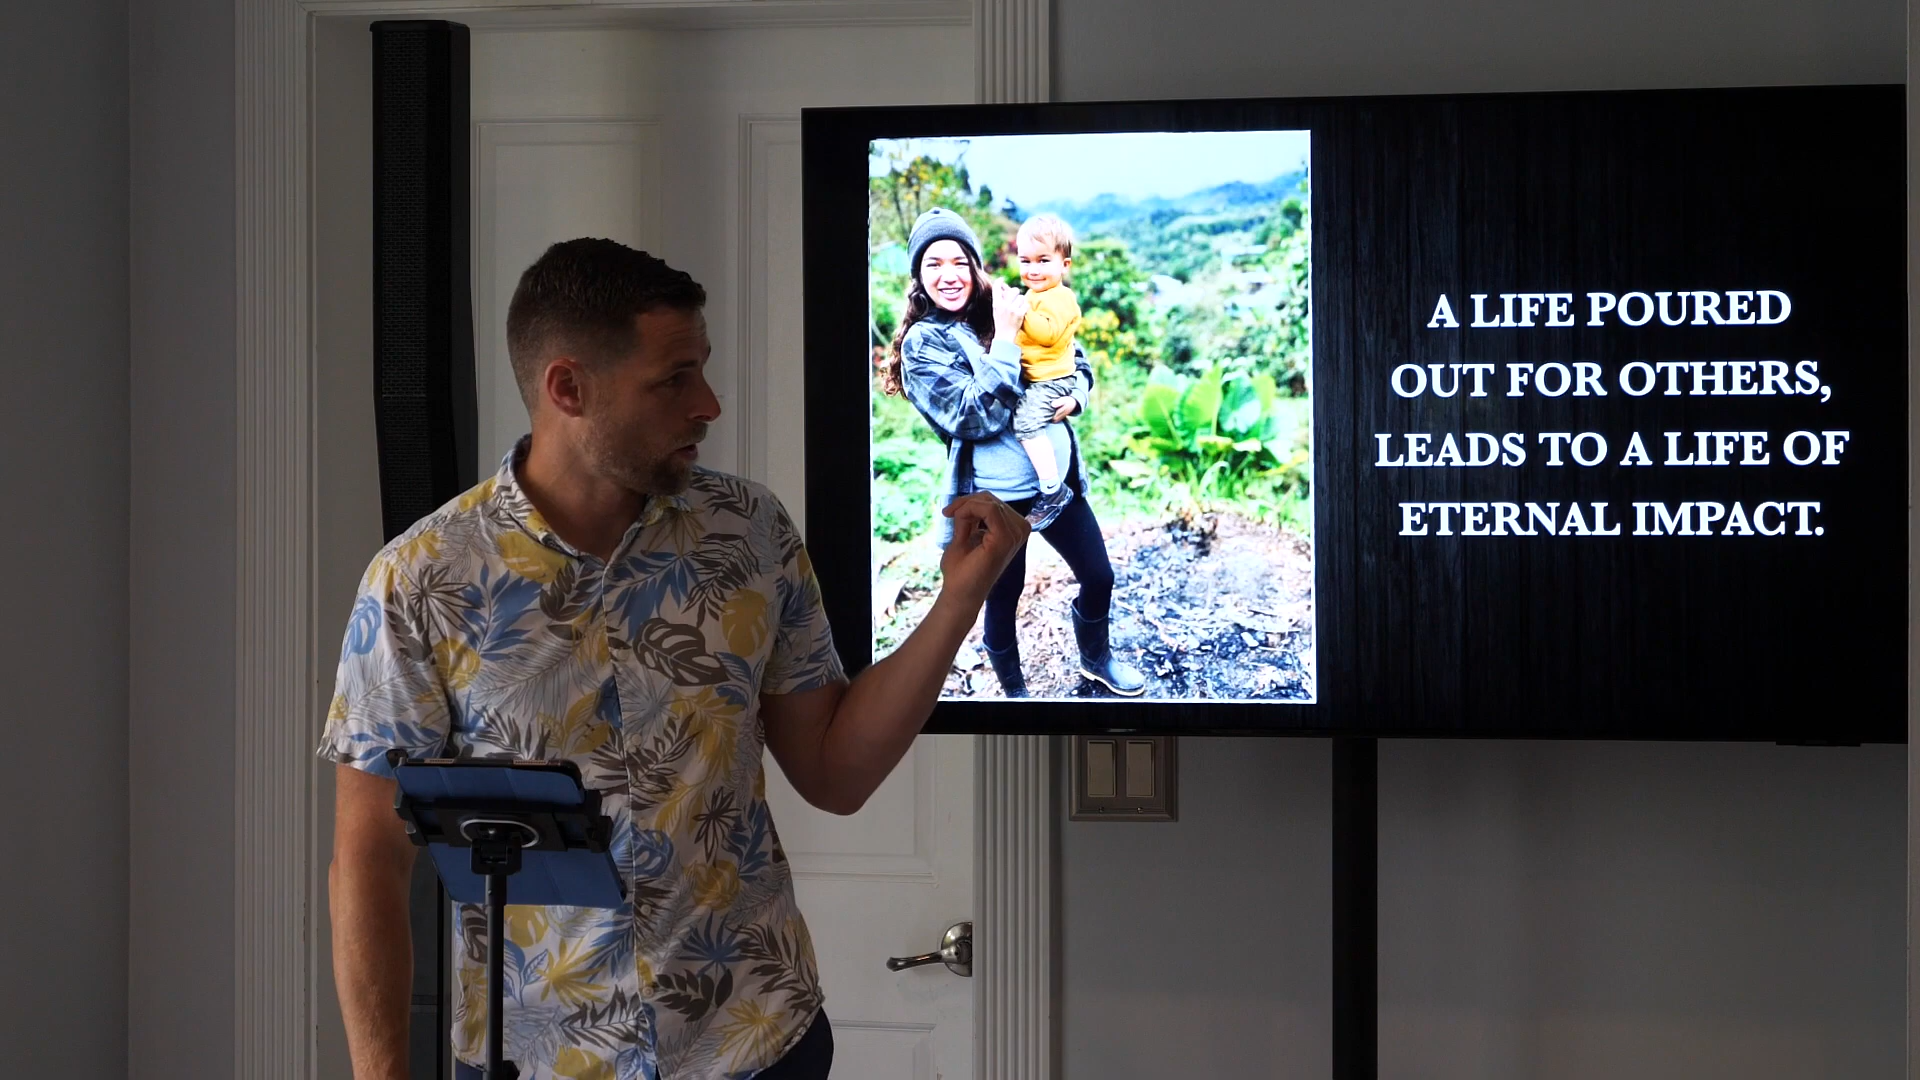 A LIFE POURED
OUT FOR OTHERS,
LEADS TO A LIFE OF
ETERNAL IMPACT.